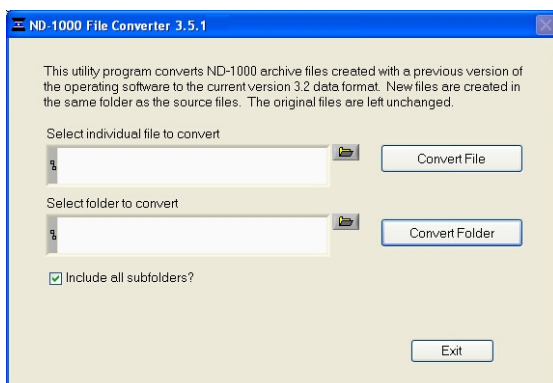 ND-1000 File Converter 3.5.1
This utility program converts ND-1000 archive files created with a previous version of
the operating software to the current version 3.2 data format. New files are created in
the same folder as the source files. The original files are left unchanged.
Select individual file to convert
Convert File
Select folder to convert
Convert Folder
Include all subfolders?
Exit